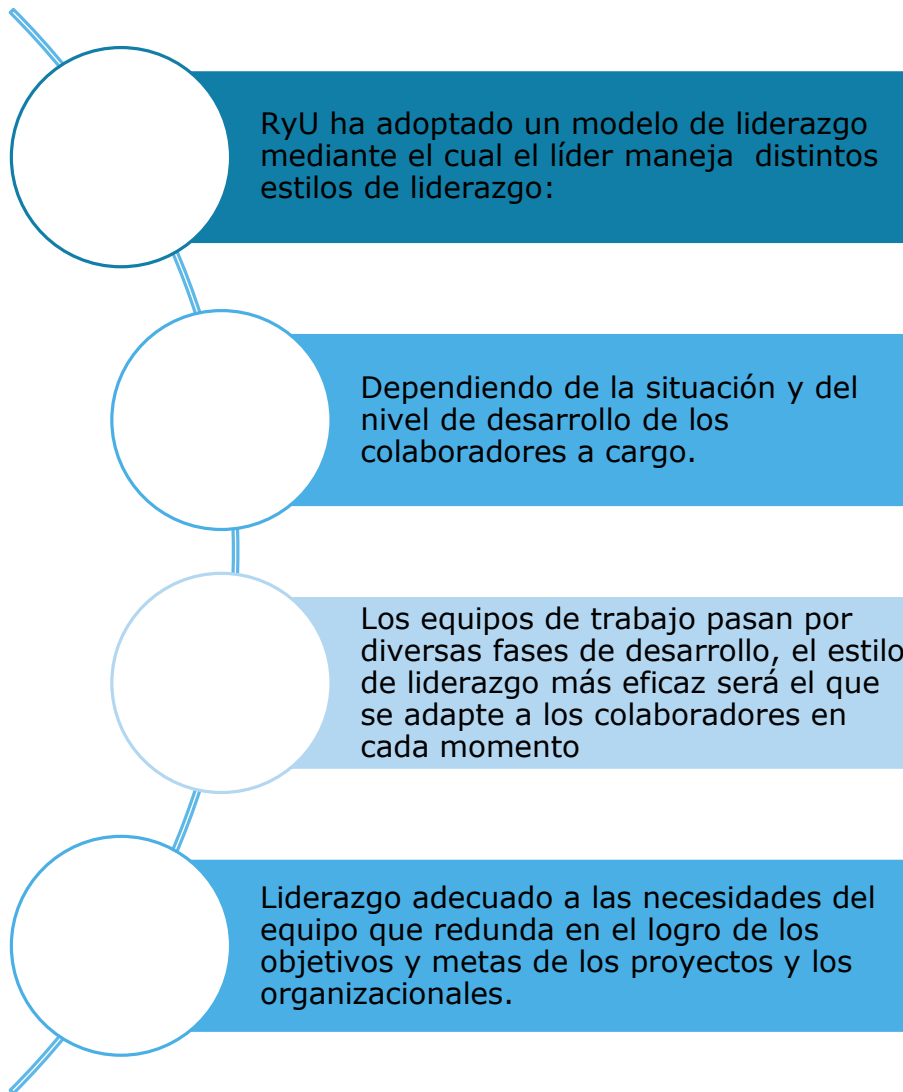 RyU ha adoptado un modelo de liderazgo
mediante el cual el líder maneja  distintos
estilos de liderazgo:
Dependiendo de la situación y del
nivel de desarrollo de los
colaboradores a cargo.
Los equipos de trabajo pasan por
diversas fases de desarrollo, el estilo
de liderazgo más eficaz será el que
se adapte a los colaboradores en
cada momento
Liderazgo adecuado a las necesidades del
equipo que redunda en el logro de los
objetivos y metas de los proyectos y los
organizacionales.